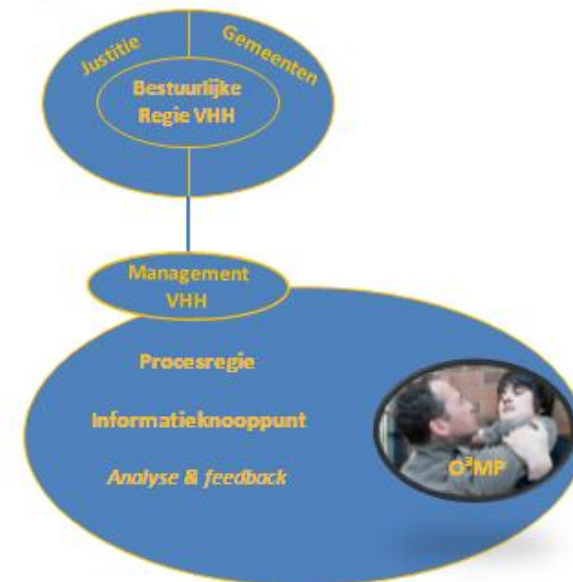 Justitie
Gemeenten
Bestuurlijke
Regie VHH
Management
VHH
Procesregie
Informatieknooppunt
Analyse & feedback
O³MP